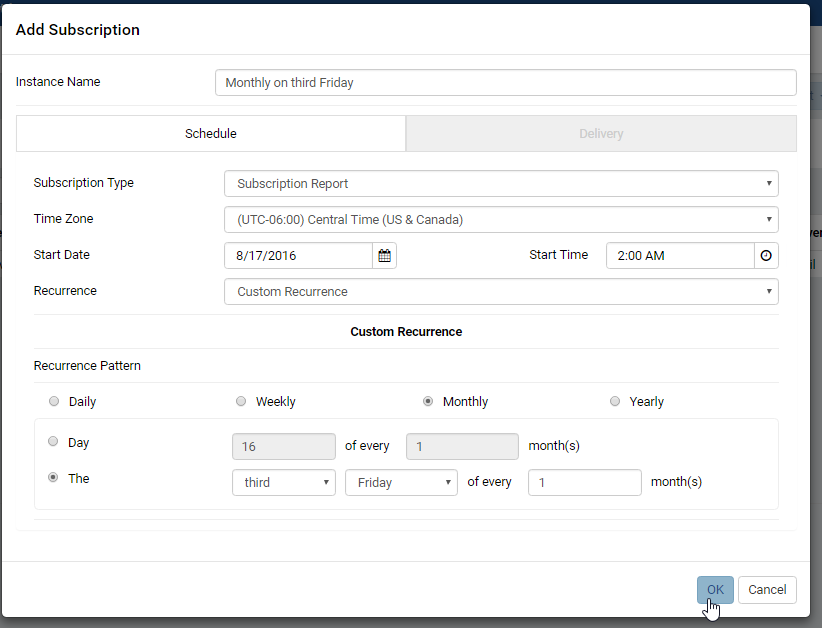 Add Subscription
Instance Name Monthly on third Friday
Schedule Delivery
Subscription Type Subscription Report
Time Zone (UTC-06:00) Central Time (US & Canada)
Start Date 8/17/2016 Start Time 2:00 AM
Recurrence Custom Recurrence
Custom Recurrence
Recurrence Pattern
Daily Weekly Monthly Yearly
Day 16 of every 1 month(s)
The third Friday of every 1 month(s)
OK Cancel